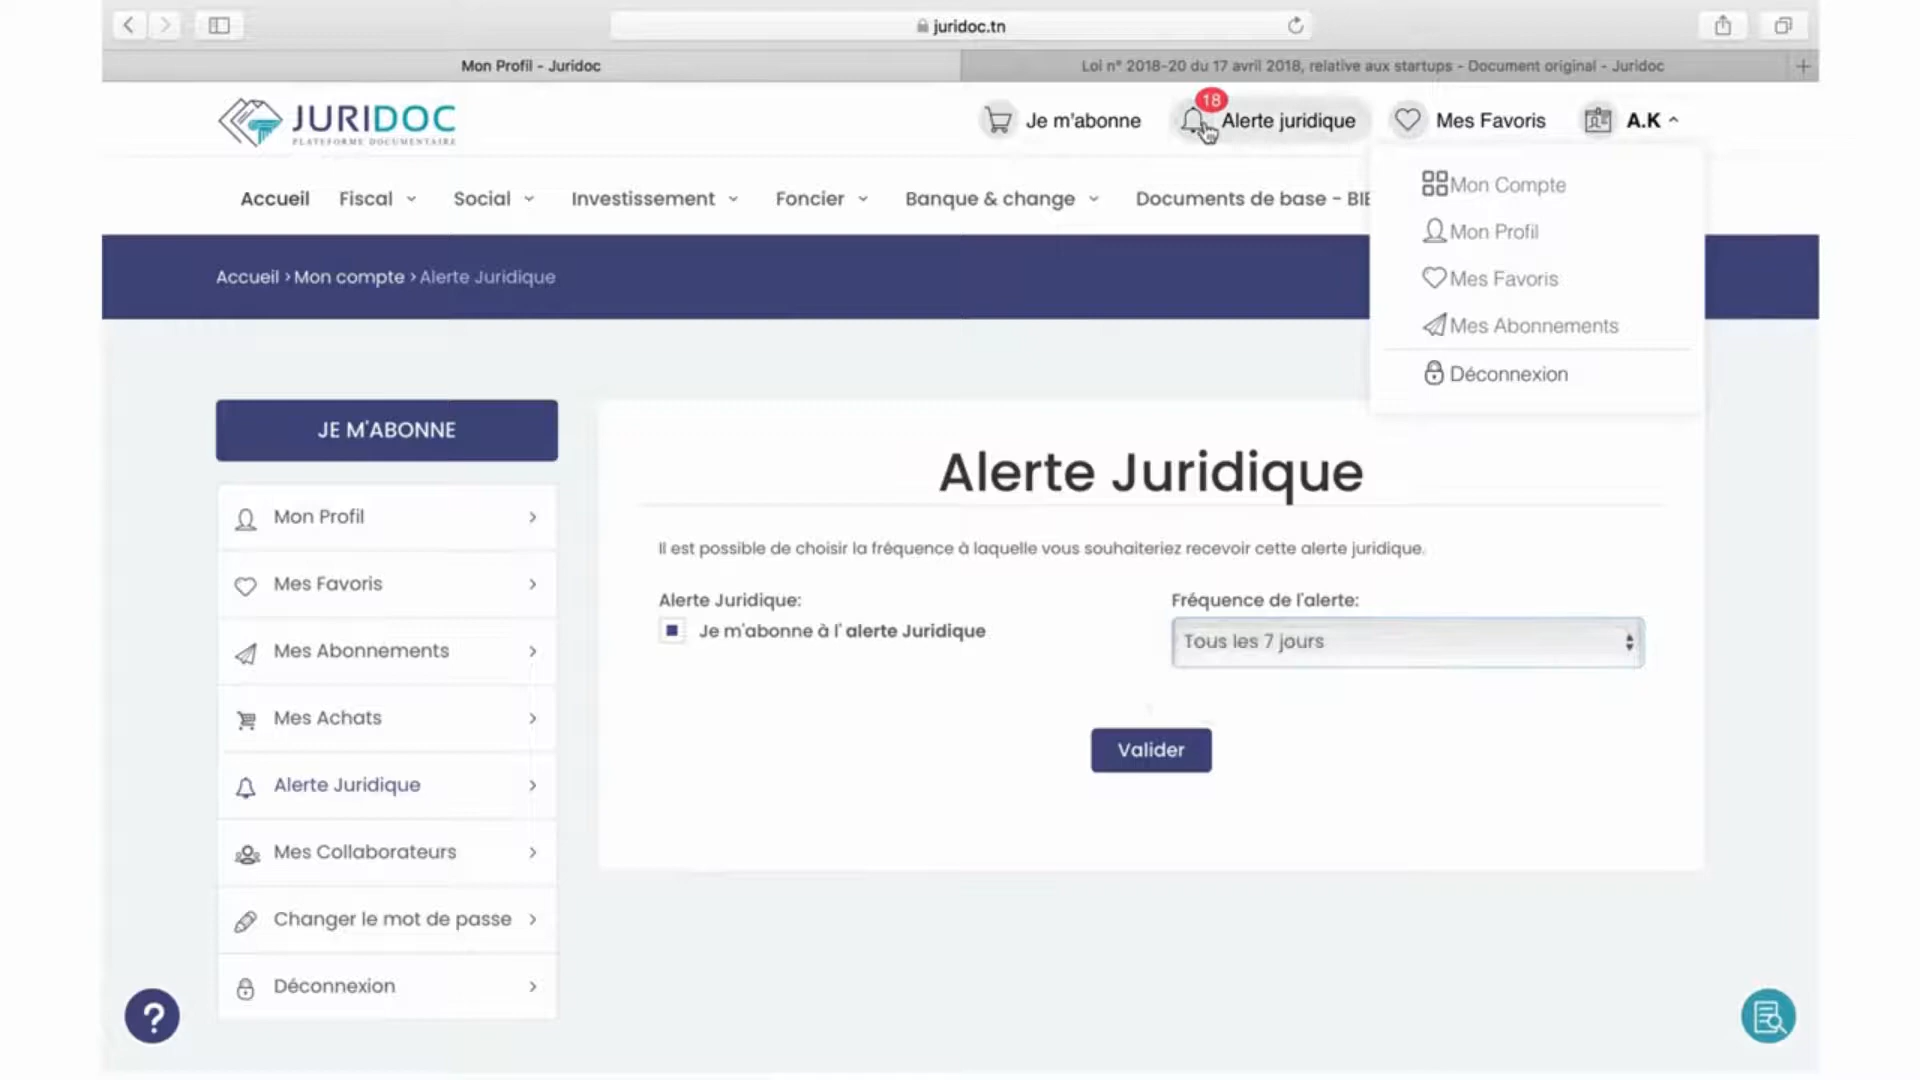 juridoc.tn
Mon Profil - Juridoc
Loi n° 2018-20 du 17 avril 2018, relative aux startups - Document original - Juridoc
JURIDOC
PLATEFORME DOCUMENTAIRE
Je m'abonne
18
Alerte juridique
Mes Favoris
A.K
Accueil
Fiscal
Social
Investissement
Foncier
Banque & change
Documents de base - BIE
Mon Compte
Mon Profil
Mes Favoris
Mes Abonnements
Déconnexion
Accueil › Mon compte › Alerte Juridique
JE M'ABONNE
Mon Profil
Mes Favoris
Mes Abonnements
Mes Achats
Alerte Juridique
Mes Collaborateurs
Changer le mot de passe
Déconnexion
Alerte Juridique
Il est possible de choisir la fréquence à laquelle vous souhaiteriez recevoir cette alerte juridique.
Alerte Juridique:
Je m'abonne à l' alerte Juridique
Fréquence de l'alerte:
Tous les 7 jours
Valider
?